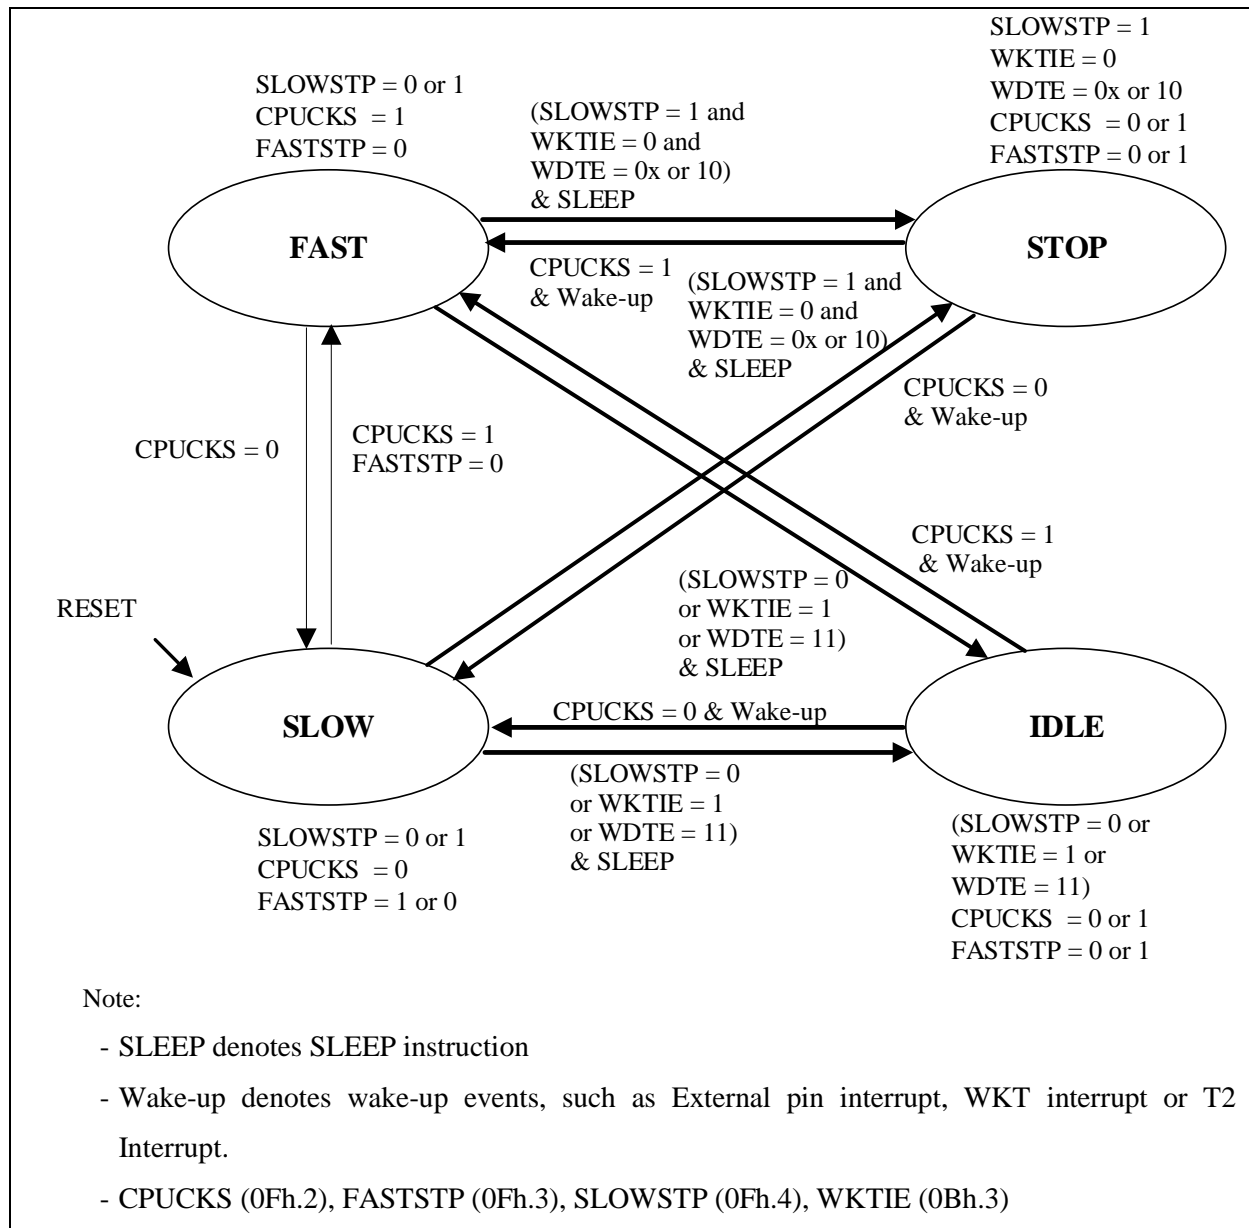 SLOWSTP = 1
WKTIE = 0
WDTE = 0x or 10
CPUCKS = 0 or 1
FASTSTP = 0 or 1
SLOWSTP = 0 or 1
CPUCKS = 1
FASTSTP = 0
(SLOWSTP = 1 and
WKTIE = 0 and
WDTE = 0x or 10)
& SLEEP
FAST
STOP
CPUCKS = 1
& Wake-up
(SLOWSTP = 1 and
WKTIE = 0 and
WDTE = 0x or 10)
& SLEEP
CPUCKS = 0
& Wake-up
CPUCKS = 0
CPUCKS = 1
FASTSTP = 0
CPUCKS = 1
& Wake-up
(SLOWSTP = 0
or WKTIE = 1
or WDTE = 11)
& SLEEP
RESET
SLOW
CPUCKS = 0 & Wake-up
IDLE
(SLOWSTP = 0
or WKTIE = 1
or WDTE = 11)
& SLEEP
SLOWSTP = 0 or 1
CPUCKS = 0
FASTSTP = 1 or 0
(SLOWSTP = 0 or
WKTIE = 1 or
WDTE = 11)
CPUCKS = 0 or 1
FASTSTP = 0 or 1
Note:
- SLEEP denotes SLEEP instruction
- Wake-up denotes wake-up events, such as External pin interrupt, WKT interrupt or T2
Interrupt.
- CPUCKS (0Fh.2), FASTSTP (0Fh.3), SLOWSTP (0Fh.4), WKTIE (0Bh.3)